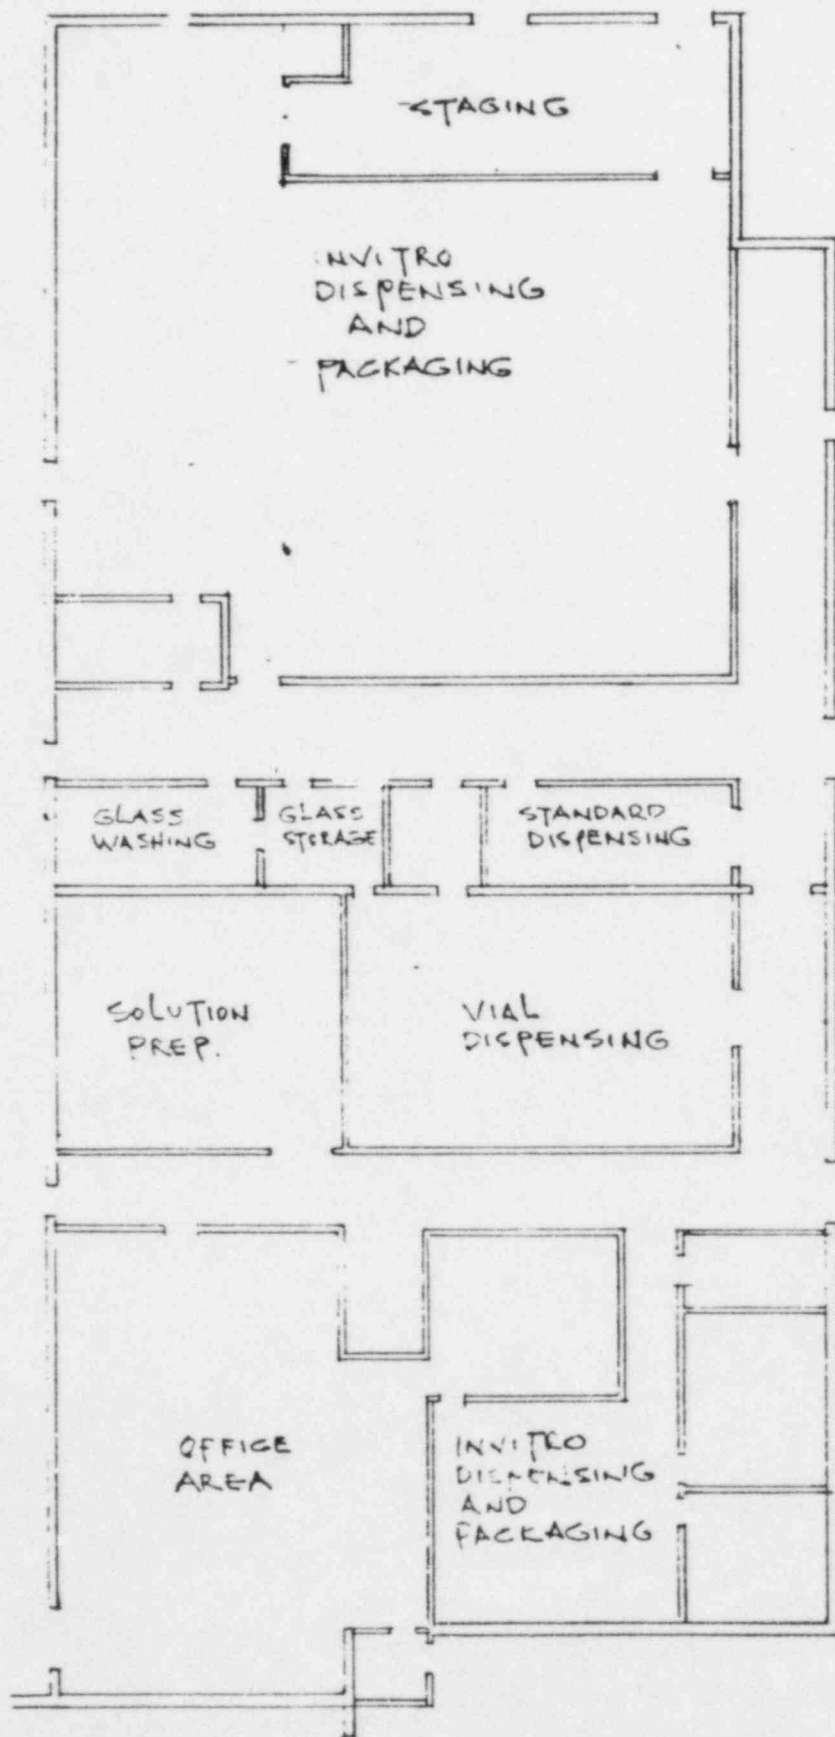 STAGING
INVITRO
DISPENSING
AND
PACKAGING
GLASS
WASHING
GLASS
STORAGE
STANDARD
DISPENSING
SOLUTION
PREP.
VIAL
DISPENSING
OFFICE
AREA
INVITRO
DISPENSING
AND
PACKAGING